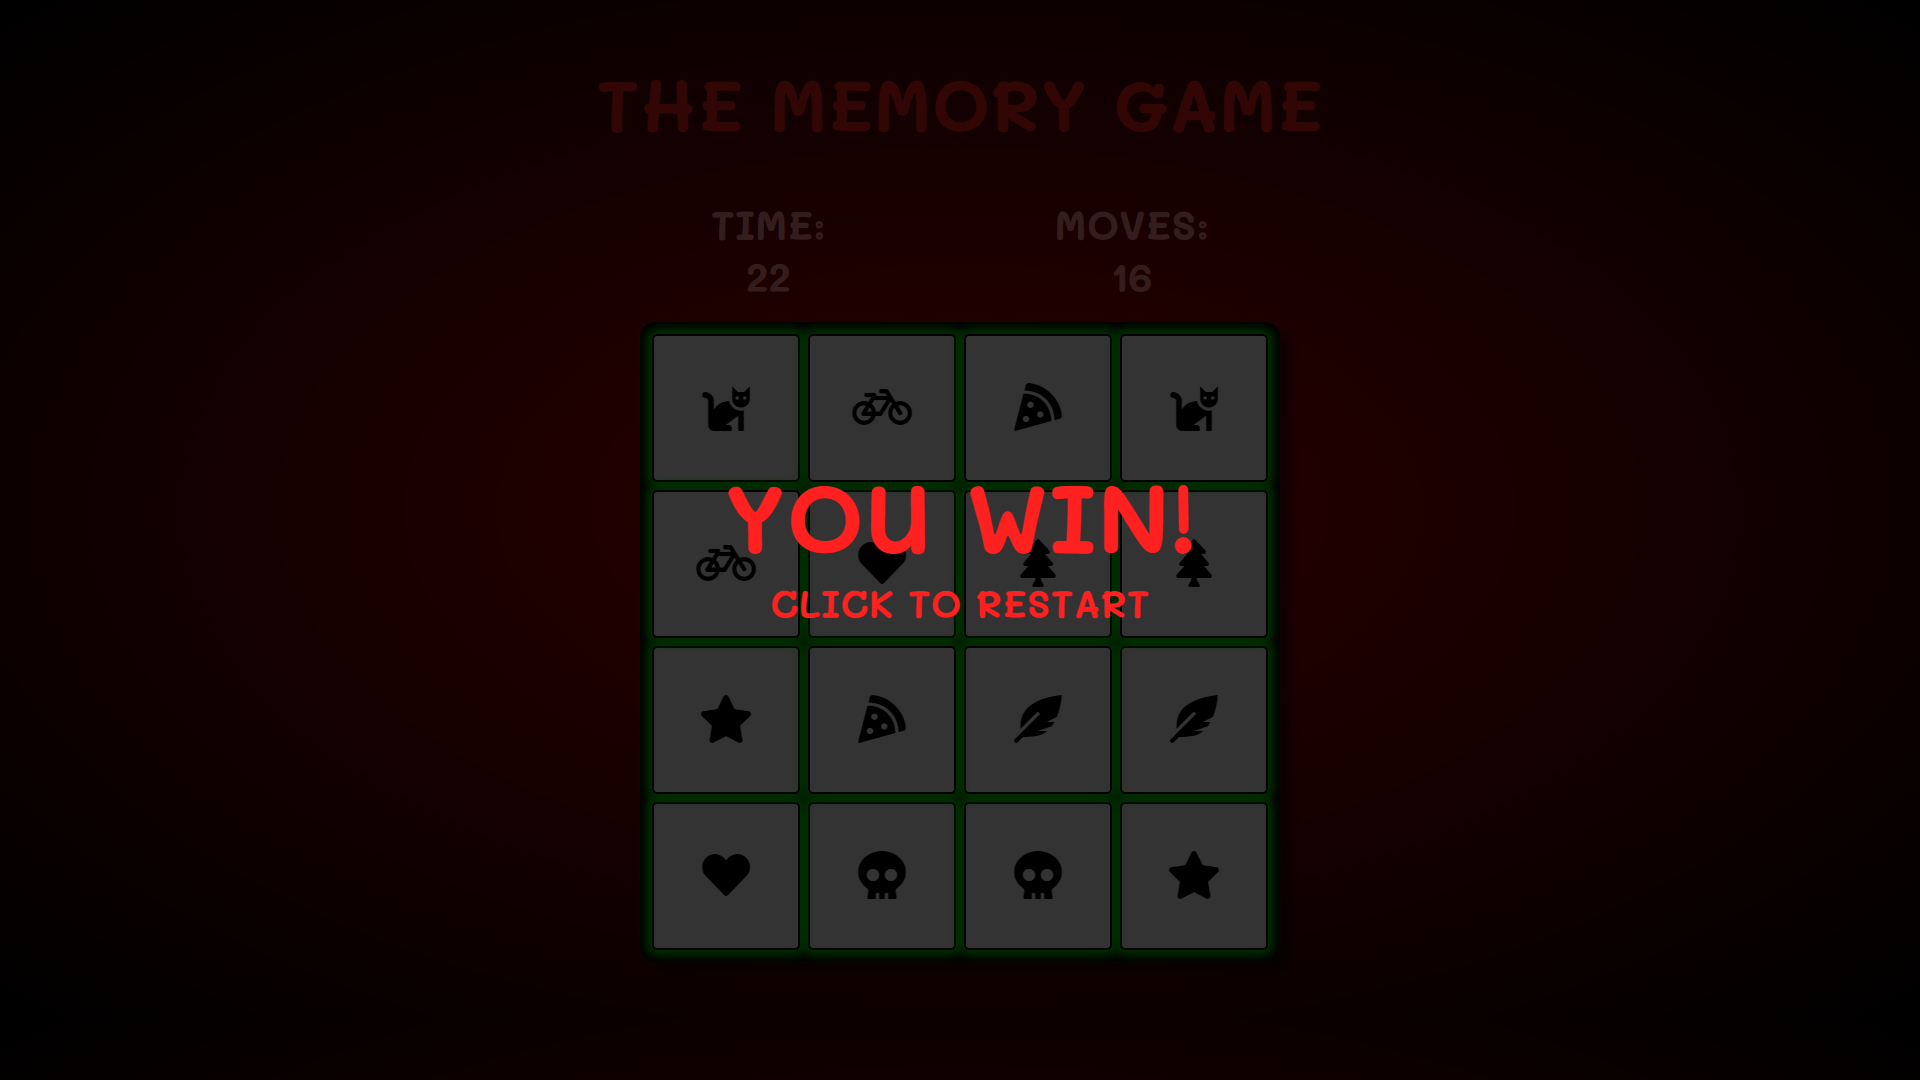 THE MEMORY GAME
TIME:
22
MOVES:
16
YOU WIN!
CLICK TO RESTART